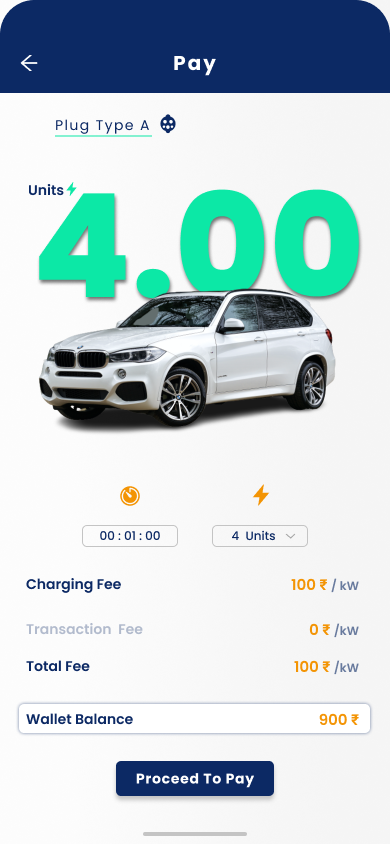 Pay
Plug Type A
Units
4.00
00 : 01 : 00
4 Units
Charging Fee 100 ₹ / kW
Transaction Fee 0 ₹ /kW
Total Fee 100 ₹ /kW
Wallet Balance 900 ₹
Proceed To Pay